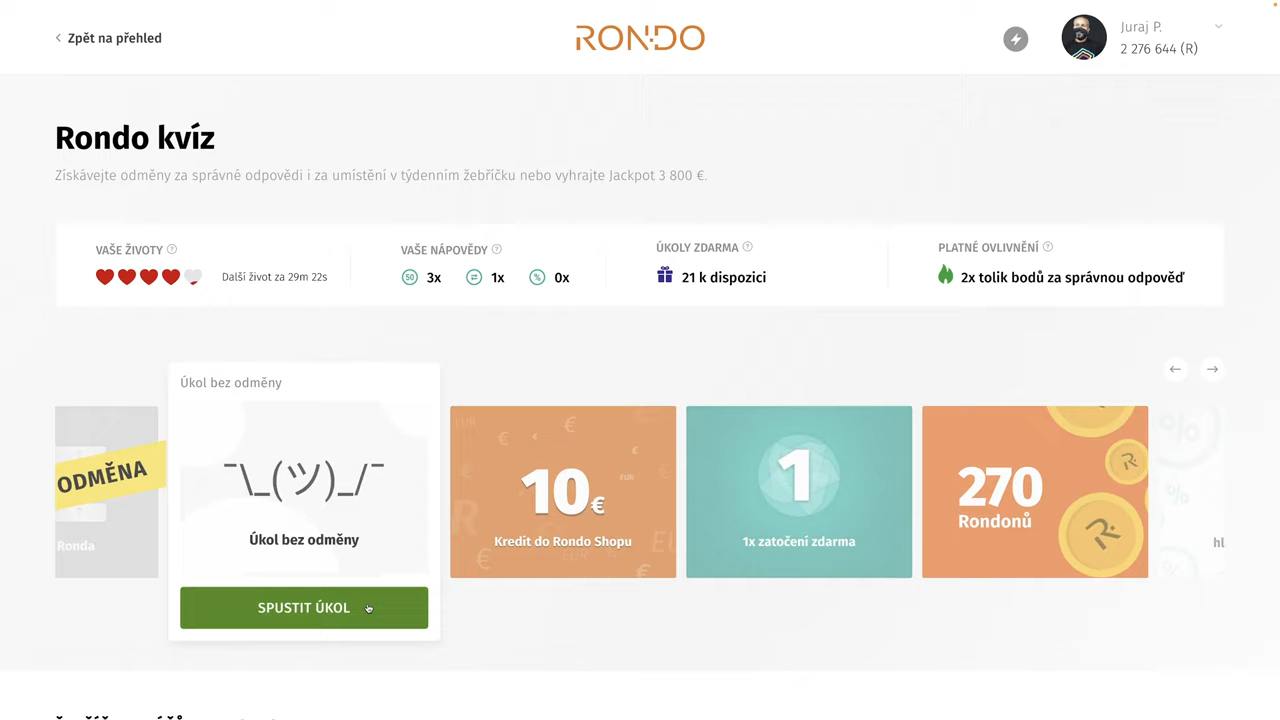 Zpět na přehled
RONDO
Juraj P.
2 276 644 (R)
Rondo kvíz
Získávejte odměny za správné odpovědi i za umístění v týdenním žebříčku nebo vyhrajte Jackpot 3 800 €.
VAŠE ŽIVOTY ?
Další život za 29m 22s
VAŠE NÁPOVĚDY ?
50 3x 1x % 0x
ÚKOLY ZDARMA ?
21 k dispozici
PLATNÉ OVLIVNĚNÍ ?
2x tolik bodů za správnou odpověď
ODMĚNA
Ronda
Úkol bez odměny
¯\_(ツ)_/¯
Úkol bez odměny
SPUSTIT ÚKOL
10€
Kredit do Rondo Shopu
1
1x zatočení zdarma
270
Rondonů
hl